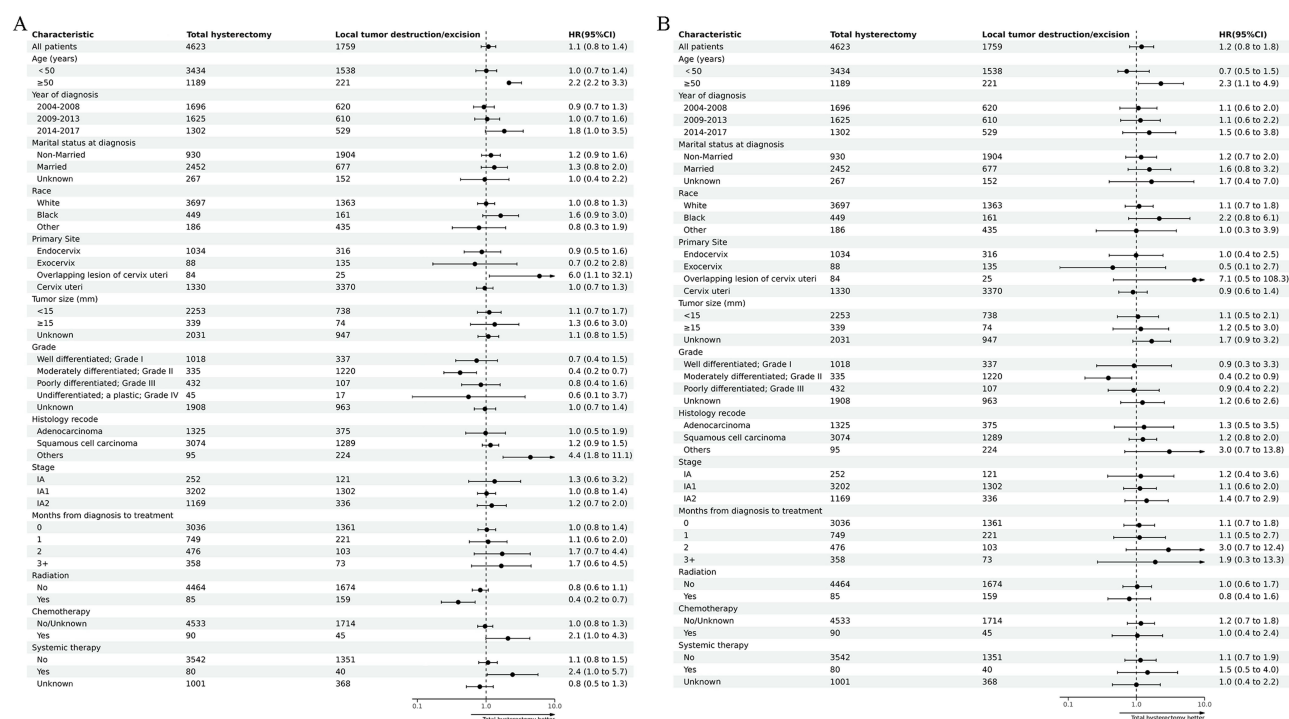 A
Characteristic Total hysterectomy Local tumor destruction/excision HR(95%CI)
All patients 4623 1759 1.1 (0.8 to 1.4)
Age (years)
<50 3434 1538 1.0 (0.7 to 1.4)
≥50 1189 221 2.2 (2.2 to 3.3)
Year of diagnosis
2004-2008 1696 620 0.9 (0.7 to 1.3)
2009-2013 1625 610 1.0 (0.7 to 1.6)
2014-2017 1302 529 1.8 (1.0 to 3.5)
Marital status at diagnosis
Non-Married 930 1904 1.2 (0.9 to 1.6)
Married 2452 677 1.3 (0.8 to 2.0)
Unknown 267 152 1.0 (0.4 to 2.2)
Race
White 3697 1363 1.0 (0.8 to 1.3)
Black 449 161 1.6 (0.9 to 3.0)
Other 186 435 0.8 (0.3 to 1.9)
Primary Site
Endocervix 1034 316 0.9 (0.5 to 1.6)
Exocervix 88 135 0.7 (0.2 to 2.8)
Overlapping lesion of cervix uteri 84 25 6.0 (1.1 to 32.1)
Cervix uteri 1330 3370 1.0 (0.7 to 1.3)
Tumor size (mm)
<15 2253 738 1.1 (0.7 to 1.7)
≥15 339 74 1.3 (0.6 to 3.0)
Unknown 2031 947 1.1 (0.8 to 1.5)
Grade
Well differentiated; Grade I 1018 337 0.7 (0.4 to 1.5)
Moderately differentiated; Grade II 335 1220 0.4 (0.2 to 0.7)
Poorly differentiated; Grade III 432 107 0.8 (0.4 to 1.6)
Undifferentiated; a plastic; Grade IV 45 17 0.6 (0.1 to 3.7)
Unknown 1908 963 1.0 (0.7 to 1.4)
Histology recode
Adenocarcinoma 1325 375 1.0 (0.5 to 1.9)
Squamous cell carcinoma 3074 1289 1.2 (0.9 to 1.5)
Others 95 224 4.4 (1.8 to 11.1)
Stage
IA 252 121 1.3 (0.6 to 3.2)
IA1 3202 1302 1.0 (0.8 to 1.4)
IA2 1169 336 1.2 (0.7 to 2.0)
Months from diagnosis to treatment
0 3036 1361 1.0 (0.8 to 1.4)
1 749 221 1.1 (0.6 to 2.0)
2 476 103 1.7 (0.7 to 4.4)
3+ 358 73 1.7 (0.6 to 4.5)
Radiation
No 4464 1674 0.8 (0.6 to 1.1)
Yes 85 159 0.4 (0.2 to 0.7)
Chemotherapy
No/Unknown 4533 1714 1.0 (0.8 to 1.3)
Yes 90 45 2.1 (1.0 to 4.3)
Systemic therapy
No 3542 1351 1.1 (0.8 to 1.5)
Yes 80 40 2.4 (1.0 to 5.7)
Unknown 1001 368 0.8 (0.5 to 1.3)
0.1 1.0 10.0
Total hysterectomy better
B
Characteristic Total hysterectomy Local tumor destruction/excision HR(95%CI)
All patients 4623 1759 1.2 (0.8 to 1.8)
Age (years)
<50 3434 1538 0.7 (0.5 to 1.5)
≥50 1189 221 2.3 (1.1 to 4.9)
Year of diagnosis
2004-2008 1696 620 1.1 (0.6 to 2.0)
2009-2013 1625 610 1.1 (0.6 to 2.2)
2014-2017 1302 529 1.5 (0.6 to 3.8)
Marital status at diagnosis
Non-Married 930 1904 1.2 (0.7 to 2.0)
Married 2452 677 1.6 (0.8 to 3.2)
Unknown 267 152 1.7 (0.4 to 7.0)
Race
White 3697 1363 1.1 (0.7 to 1.8)
Black 449 161 2.2 (0.8 to 6.1)
Other 186 435 1.0 (0.3 to 3.9)
Primary Site
Endocervix 1034 316 1.0 (0.4 to 2.5)
Exocervix 88 135 0.5 (0.1 to 2.7)
Overlapping lesion of cervix uteri 84 25 7.1 (0.5 to 108.3)
Cervix uteri 1330 3370 0.9 (0.6 to 1.4)
Tumor size (mm)
<15 2253 738 1.1 (0.5 to 2.1)
≥15 339 74 1.2 (0.5 to 3.0)
Unknown 2031 947 1.7 (0.9 to 3.2)
Grade
Well differentiated; Grade I 1018 337 0.9 (0.3 to 3.3)
Moderately differentiated; Grade II 335 1220 0.4 (0.2 to 0.9)
Poorly differentiated; Grade III 432 107 0.9 (0.4 to 2.2)
Unknown 1908 963 1.2 (0.6 to 2.6)
Histology recode
Adenocarcinoma 1325 375 1.3 (0.5 to 3.5)
Squamous cell carcinoma 3074 1289 1.2 (0.8 to 2.0)
Others 95 224 3.0 (0.7 to 13.8)
Stage
IA 252 121 1.2 (0.4 to 3.6)
IA1 3202 1302 1.1 (0.6 to 2.0)
IA2 1169 336 1.4 (0.7 to 2.9)
Months from diagnosis to treatment
0 3036 1361 1.1 (0.7 to 1.8)
1 749 221 1.1 (0.5 to 2.7)
2 476 103 3.0 (0.7 to 12.4)
3+ 358 73 1.9 (0.3 to 13.3)
Radiation
No 4464 1674 1.0 (0.6 to 1.7)
Yes 85 159 0.8 (0.4 to 1.6)
Chemotherapy
No/Unknown 4533 1714 1.2 (0.7 to 1.8)
Yes 90 45 1.0 (0.4 to 2.4)
Systemic therapy
No 3542 1351 1.1 (0.7 to 1.9)
Yes 80 40 1.5 (0.5 to 4.0)
Unknown 1001 368 1.0 (0.4 to 2.2)
0.1 1.0 10.0
Total hysterectomy better